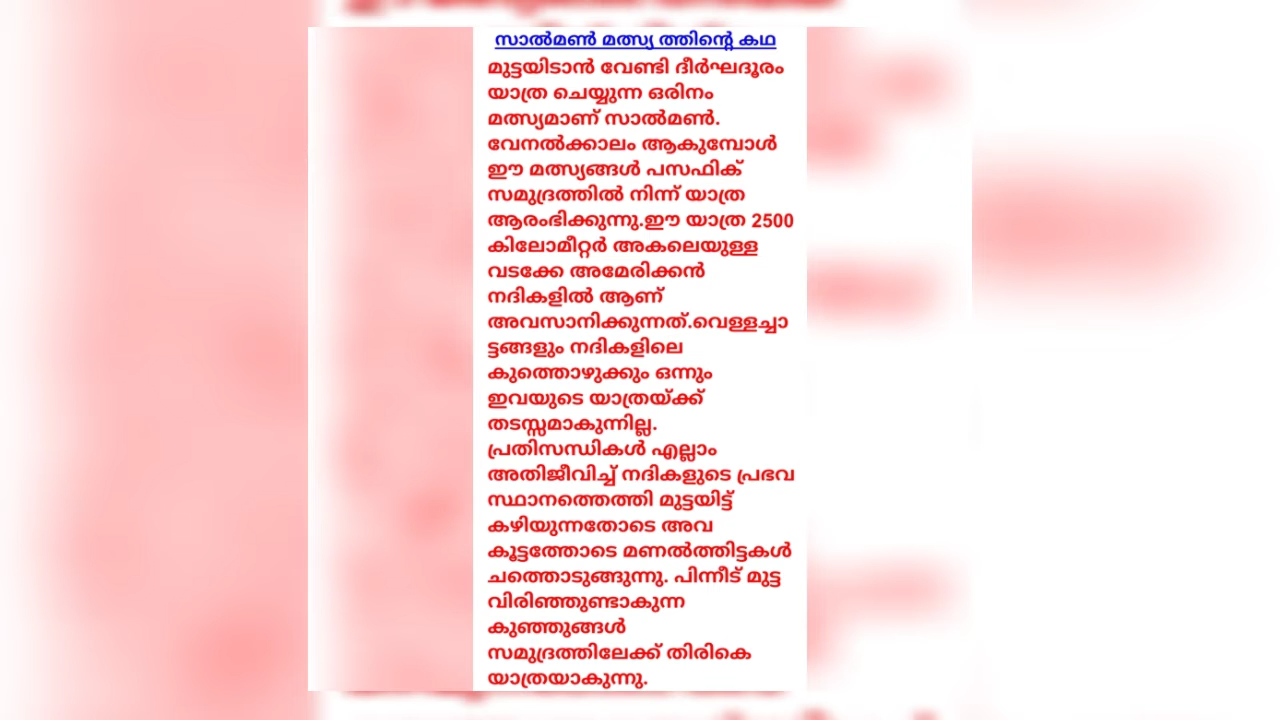 സാൽമൺ മത്സ്യ ത്തിന്റെ കഥ
മുട്ടയിടാൻ വേണ്ടി ദീർഘദൂരം
യാത്ര ചെയ്യുന്ന ഒരിനം
മത്സ്യമാണ് സാൽമൺ.
വേനൽക്കാലം ആകുമ്പോൾ
ഈ മത്സ്യങ്ങൾ പസഫിക്
സമുദ്രത്തിൽ നിന്ന് യാത്ര
ആരംഭിക്കുന്നു.ഈ യാത്ര 2500
കിലോമീറ്റർ അകലെയുള്ള
വടക്കേ അമേരിക്കൻ
നദികളിൽ ആണ്
അവസാനിക്കുന്നത്.വെള്ളച്ചാ
ട്ടങ്ങളും നദികളിലെ
കുത്തൊഴുക്കും ഒന്നും
ഇവയുടെ യാത്രയ്ക്ക്
തടസ്സമാകുന്നില്ല.
പ്രതിസന്ധികൾ എല്ലാം
അതിജീവിച്ച് നദികളുടെ പ്രഭവ
സ്ഥാനത്തെത്തി മുട്ടയിട്ട്
കഴിയുന്നതോടെ അവ
കൂട്ടത്തോടെ മണൽത്തിട്ടകൾ
ചത്തൊടുങ്ങുന്നു. പിന്നീട് മുട്ട
വിരിഞ്ഞുണ്ടാകുന്ന
കുഞ്ഞുങ്ങൾ
സമുദ്രത്തിലേക്ക് തിരികെ
യാത്രയാകുന്നു.